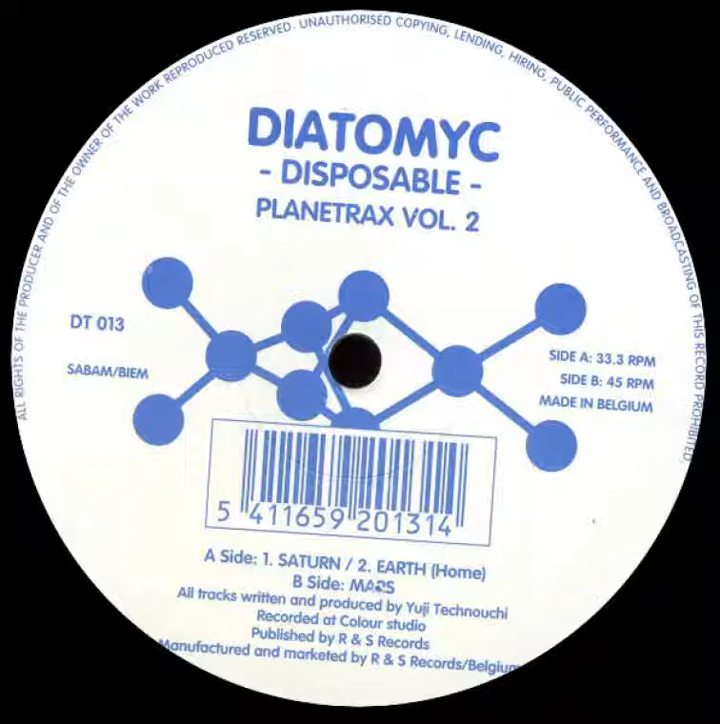 ALL RIGHTS OF THE PRODUCER AND OF THE OWNER OF THE WORK REPRODUCED RESERVED. UNAUTHORISED COPYING, LENDING, HIRING, PUBLIC PERFORMANCE AND BROADCASTING OF THIS RECORD PROHIBITED.
DIATOMYC
- DISPOSABLE -
PLANETRAX VOL. 2
DT 013
SABAM/BIEM
SIDE A: 33.3 RPM
SIDE B: 45 RPM
MADE IN BELGIUM
5 411659 201314
A Side: 1. SATURN / 2. EARTH (Home)
B Side: MARS
All tracks written and produced by Yuji Technouchi
Recorded at Colour studio
Published by R & S Records
Manufactured and marketed by R & S Records/Belgium